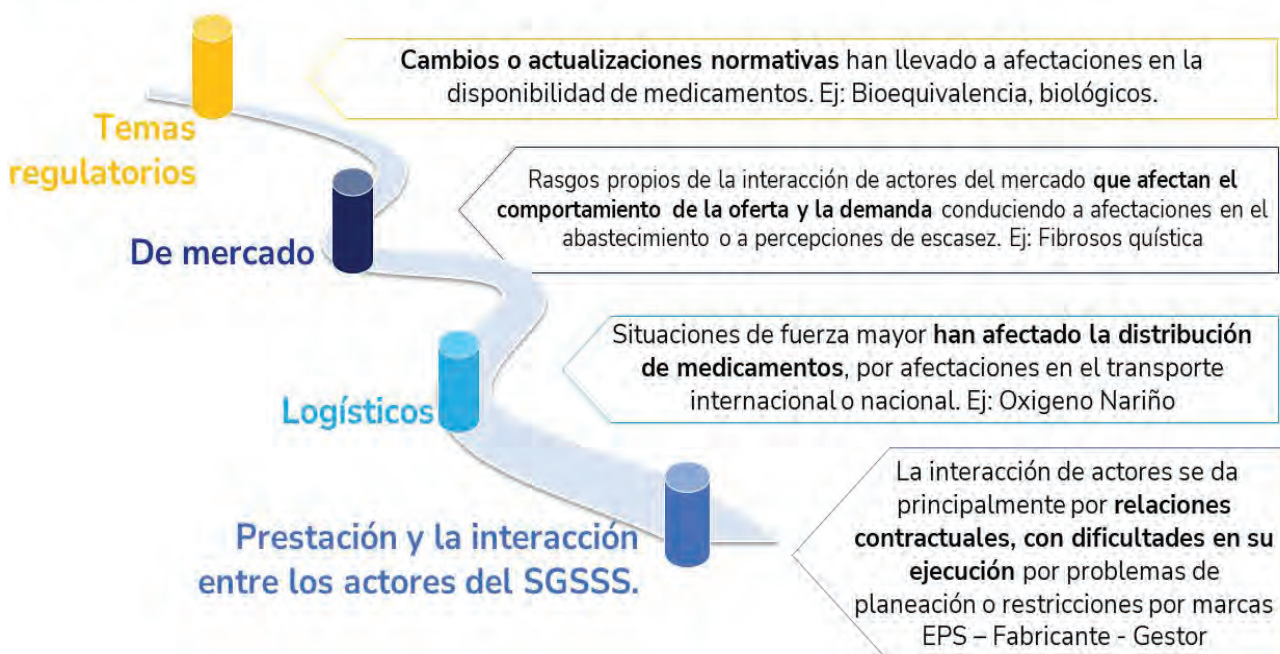 Cambios o actualizaciones normativas han llevado a afectaciones en la
disponibilidad de medicamentos. Ej: Bioequivalencia, biológicos.
Temas
regulatorios
Rasgos propios de la interacción de actores del mercado que afectan el
comportamiento de la oferta y la demanda conduciendo a afectaciones en el
abastecimiento o a percepciones de escasez. Ej: Fibrosos quística
De mercado
Situaciones de fuerza mayor han afectado la distribución
de medicamentos, por afectaciones en el transporte
internacional o nacional. Ej: Oxigeno Nariño
Logísticos
La interacción de actores se da
principalmente por relaciones
contractuales, con dificultades en su
ejecución por problemas de
planeación o restricciones por marcas
EPS – Fabricante - Gestor
Prestación y la interacción
entre los actores del SGSSS.